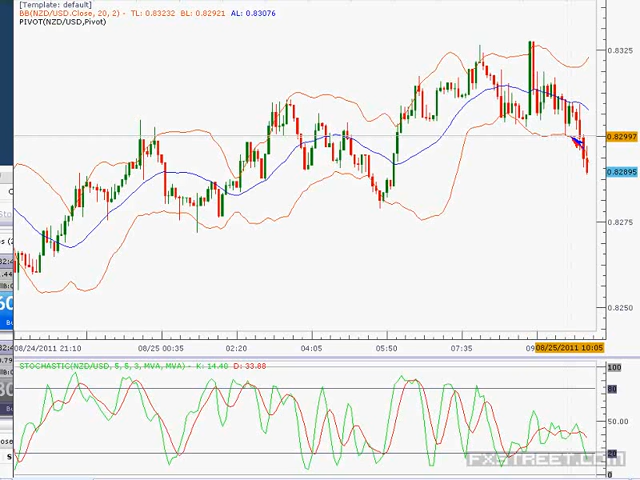 [Template: default]
BB(NZD/USD.Close, 20, 2) - TL: 0.83232 BL: 0.82921 AL: 0.83076
PIVOT(NZD/USD,Pivot)
0.8325
0.82997
0.82895
0.8275
0.8250
08/24/2011 21:10 08/25 00:35 02:20 04:05 05:50 07:35 08/25/2011 10:05
STOCHASTIC(NZD/USD, 5, 5, 3, MVA, MVA) - K: 14.40 D: 33.88
100
80
50.00
20
0
FXSTREET.COM